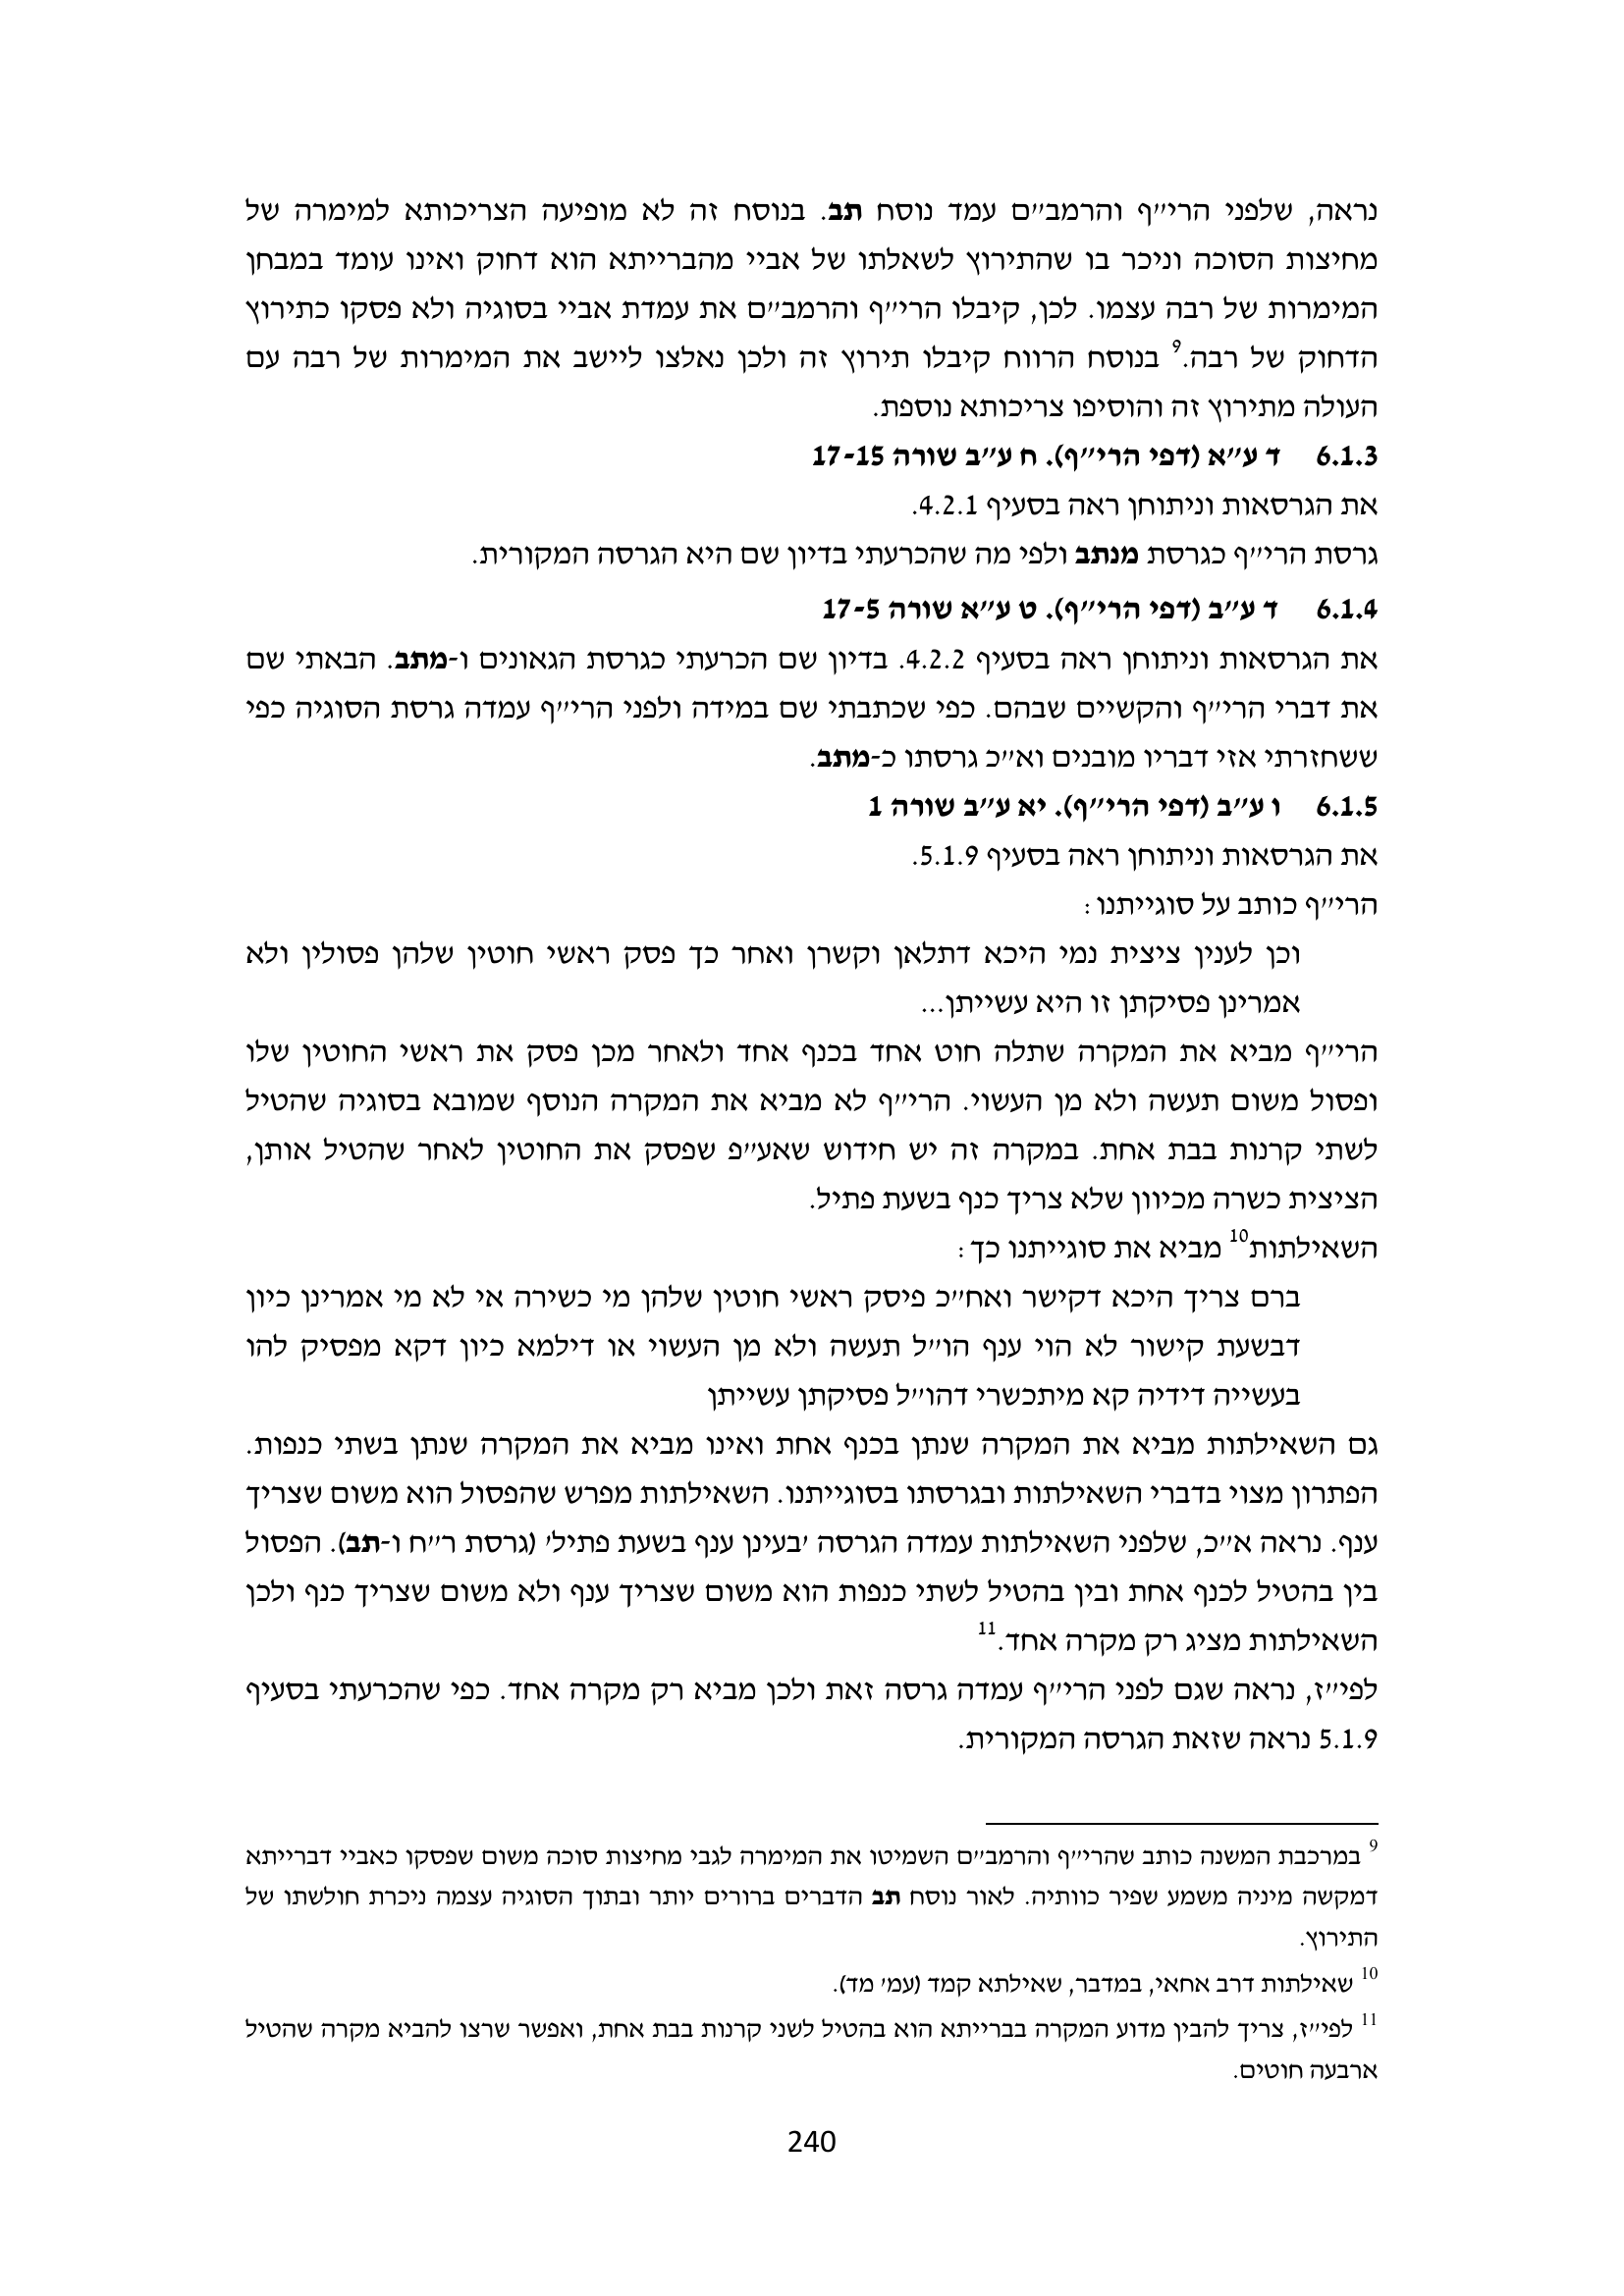 נראה, שלפני הרי״ף והרמב״ם עמד נוסח תב. בנוסח זה לא מופיעה הצריכותא למימרה של
מחיצות הסוכה וניכר בו שהתירוץ לשאלתו של אביי מהברייתא הוא דחוק ואינו עומד במבחן
המימרות של רבה עצמו. לכן, קיבלו הרי״ף והרמב״ם את עמדת אביי בסוגיה ולא פסקו כתירוץ
הדחוק של רבה.9 בנוסח הרווח קיבלו תירוץ זה ולכן נאלצו ליישב את המימרות של רבה עם
העולה מתירוץ זה והוסיפו צריכותא נוספת.
6.1.3 ד ע״א (דפי הרי״ף). ח ע״ב שורה 17-15
את הגרסאות וניתוחן ראה בסעיף 4.2.1.
גרסת הרי״ף כגרסת מנתב ולפי מה שהכרעתי בדיון שם היא הגרסה המקורית.
6.1.4 ד ע״ב (דפי הרי״ף). ט ע״א שורה 17-5
את הגרסאות וניתוחן ראה בסעיף 4.2.2. בדיון שם הכרעתי כגרסת הגאונים ו-מתב. הבאתי שם
את דברי הרי״ף והקשיים שבהם. כפי שכתבתי שם במידה ולפני הרי״ף עמדה גרסת הסוגיה כפי
ששחזרתי אזי דבריו מובנים וא״כ גרסתו כ-מתב.
6.1.5 ו ע״ב (דפי הרי״ף). יא ע״ב שורה 1
את הגרסאות וניתוחן ראה בסעיף 5.1.9.
הרי״ף כותב על סוגייתנו:
וכן לענין ציצית נמי היכא דתלאן וקשרן ואחר כך פסק ראשי חוטין שלהן פסולין ולא
אמרינן פסיקתן זו היא עשייתן...
הרי״ף מביא את המקרה שתלה חוט אחד בכנף אחד ולאחר מכן פסק את ראשי החוטין שלו
ופסול משום תעשה ולא מן העשוי. הרי״ף לא מביא את המקרה הנוסף שמובא בסוגיה שהטיל
לשתי קרנות בבת אחת. במקרה זה יש חידוש שאע״פ שפסק את החוטין לאחר שהטיל אותן,
הציצית כשרה מכיוון שלא צריך כנף בשעת פתיל.
השאילתות10 מביא את סוגייתנו כך:
ברם צריך היכא דקישר ואח״כ פיסק ראשי חוטין שלהן מי כשירה אי לא מי אמרינן כיון
דבשעת קישור לא הוי ענף הו״ל תעשה ולא מן העשוי או דילמא כיון דקא מפסיק להו
בעשייה דידיה קא מיתכשרי דהו״ל פסיקתן עשייתן
גם השאילתות מביא את המקרה שנתן בכנף אחת ואינו מביא את המקרה שנתן בשתי כנפות.
הפתרון מצוי בדברי השאילתות ובגרסתו בסוגייתנו. השאילתות מפרש שהפסול הוא משום שצריך
ענף. נראה א״כ, שלפני השאילתות עמדה הגרסה ׳בעינן ענף בשעת פתיל׳ (גרסת ר״ח ו-תב). הפסול
בין בהטיל לכנף אחת ובין בהטיל לשתי כנפות הוא משום שצריך ענף ולא משום שצריך כנף ולכן
השאילתות מציג רק מקרה אחד.11
לפי״ז, נראה שגם לפני הרי״ף עמדה גרסה זאת ולכן מביא רק מקרה אחד. כפי שהכרעתי בסעיף
5.1.9 נראה שזאת הגרסה המקורית.
9 במרכבת המשנה כותב שהרי״ף והרמב״ם השמיטו את המימרה לגבי מחיצות סוכה משום שפסקו כאביי דברייתא
דמקשה מיניה משמע שפיר כוותיה. לאור נוסח תב הדברים ברורים יותר ובתוך הסוגיה עצמה ניכרת חולשתו של
התירוץ.
10 שאילתות דרב אחאי, במדבר, שאילתא קמד (עמ׳ מד).
11 לפי״ז, צריך להבין מדוע המקרה בברייתא הוא בהטיל לשני קרנות בבת אחת, ואפשר שרצו להביא מקרה שהטיל
ארבעה חוטים.
240